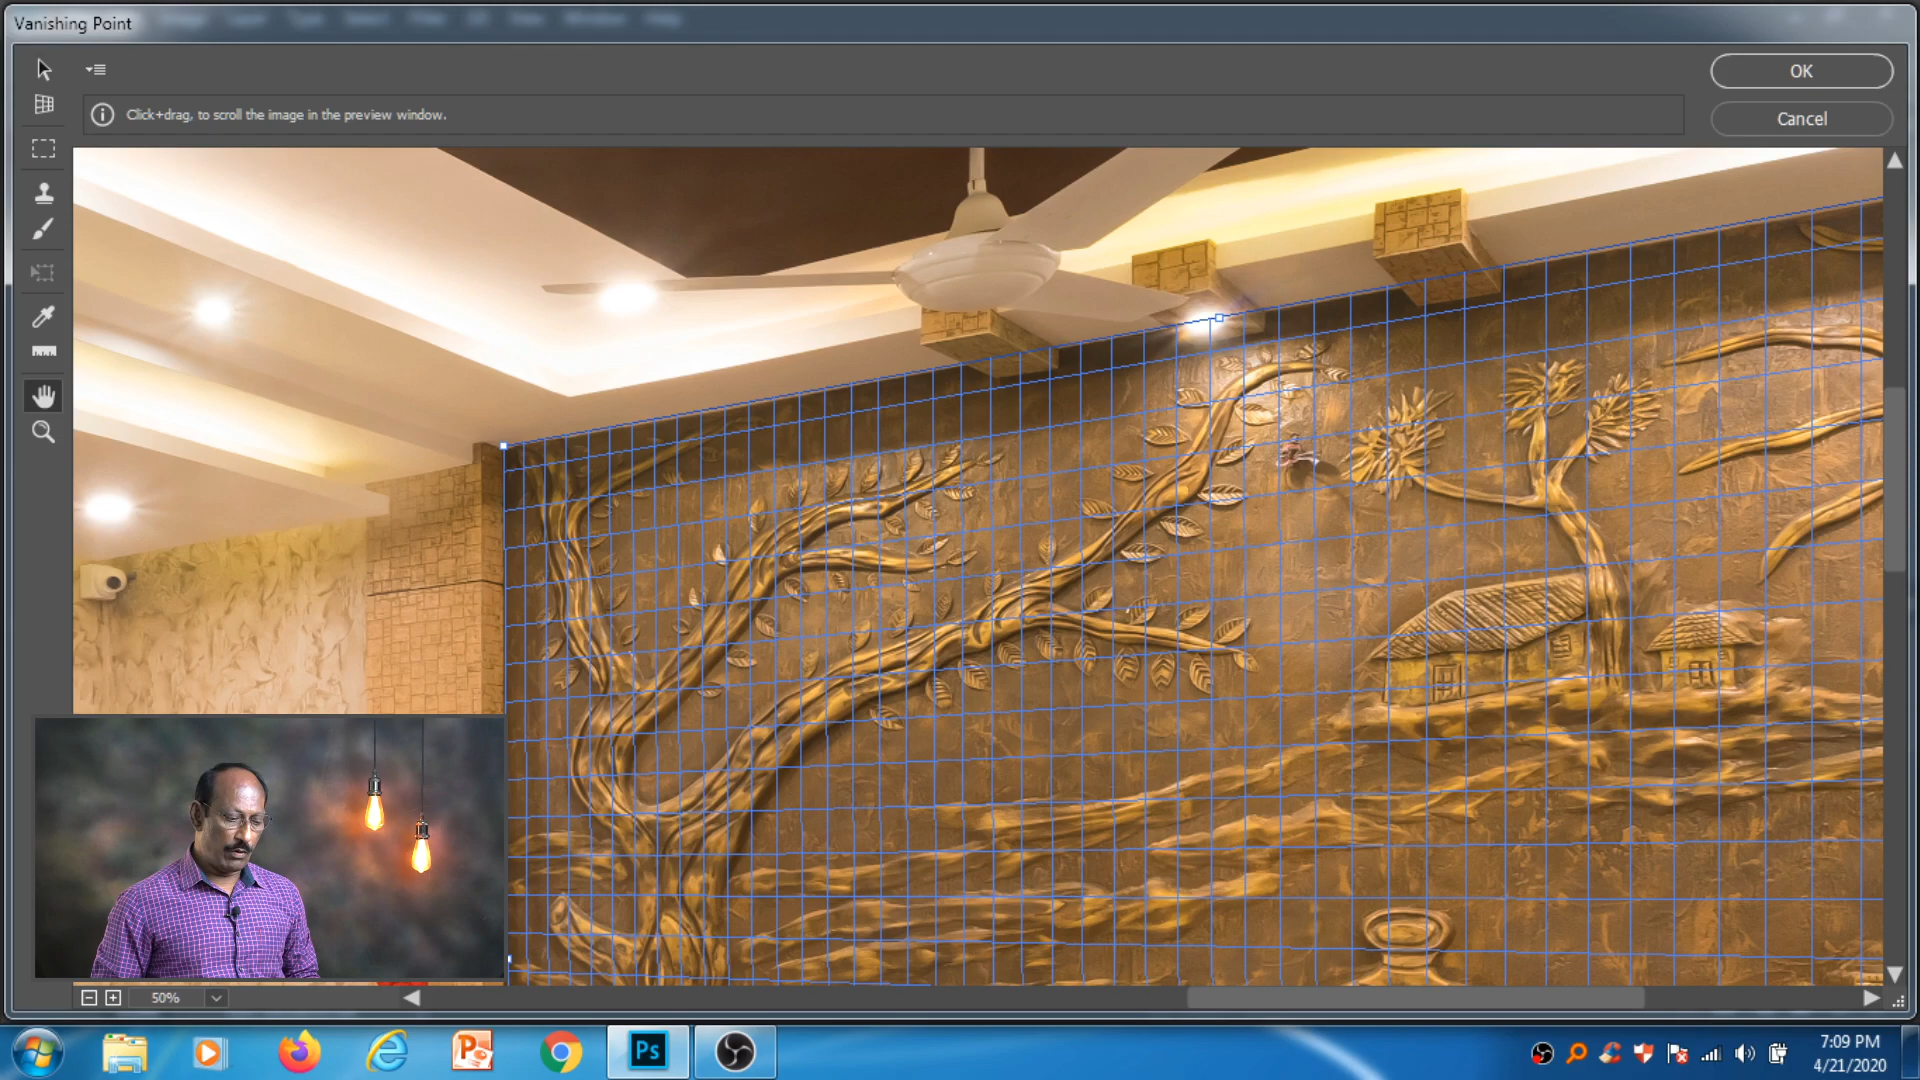 Vanishing Point
OK
Click+drag, to scroll the image in the preview window.
Cancel
50%
Ps
7:09 PM
4/21/2020